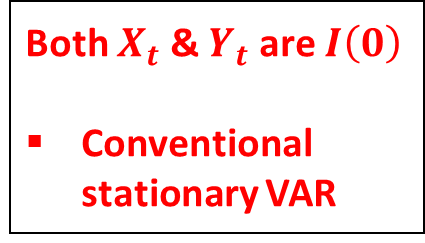 Both Xₜ & Yₜ are I(0)
▪ Conventional
stationary VAR